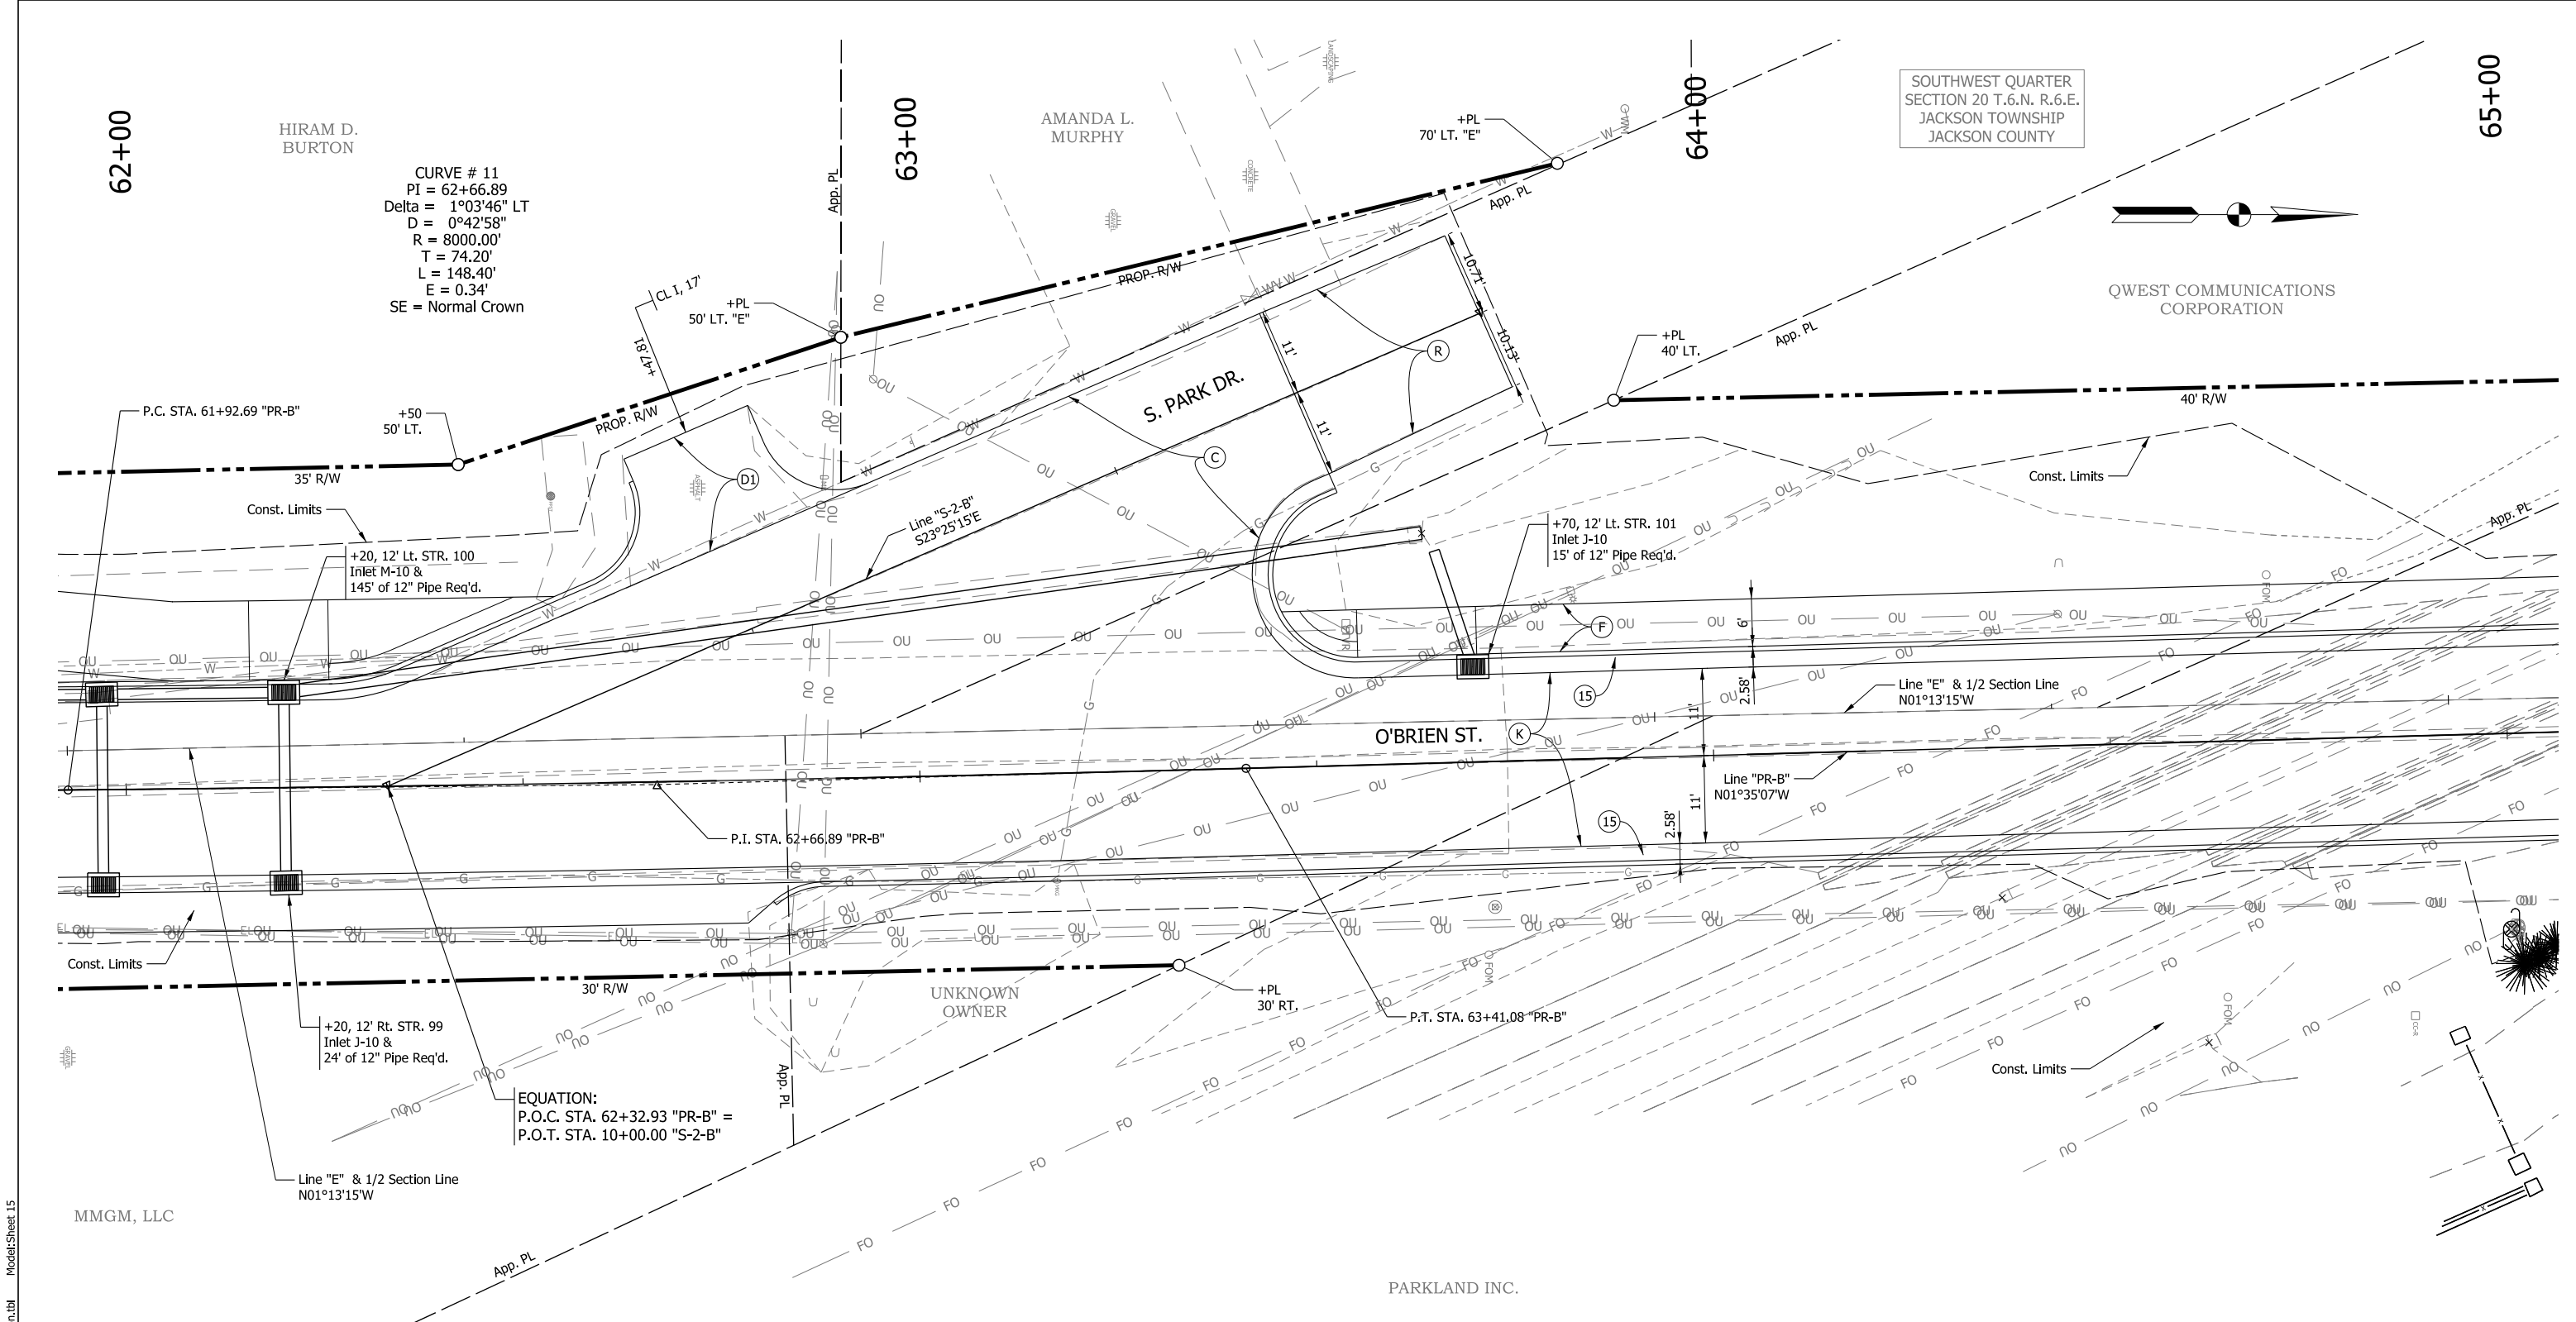 62+00
63+00
64+00
65+00
HIRAM D.
BURTON
AMANDA L.
MURPHY
SOUTHWEST QUARTER
SECTION 20 T.6.N. R.6.E.
JACKSON TOWNSHIP
JACKSON COUNTY
CURVE # 11
PI = 62+66.89
Delta = 1°03'46" LT
D = 0°42'58"
R = 8000.00'
T = 74.20'
L = 148.40'
E = 0.34'
SE = Normal Crown
+PL
70' LT. "E"
App. PL
App. PL
PROP. R/W
LANDSCAPING
CONCRETE
GRAVEL
QWEST COMMUNICATIONS
CORPORATION
CL I, 17'
+47.81
+PL
50' LT. "E"
10.71'
10.13'
11'
11'
R
S. PARK DR.
App. PL
+PL
40' LT.
40' R/W
P.C. STA. 61+92.69 "PR-B"
+50
50' LT.
PROP. R/W
35' R/W
Const. Limits
D1
ASPHALT
C
Line "S-2-B"
S23°25'15'E
Const. Limits
App. PL
+20, 12' Lt. STR. 100
Inlet M-10 &
145' of 12" Pipe Req'd.
+70, 12' Lt. STR. 101
Inlet J-10
15' of 12" Pipe Req'd.
F
6'
15
2.58'
11'
Line "E" & 1/2 Section Line
N01°13'15'W
O'BRIEN ST.
K
Line "PR-B"
N01°35'07'W
11'
P.I. STA. 62+66.89 "PR-B"
15
2.58'
Const. Limits
30' R/W
UNKNOWN
OWNER
+PL
30' RT.
P.T. STA. 63+41.08 "PR-B"
+20, 12' Rt. STR. 99
Inlet J-10 &
24' of 12" Pipe Req'd.
GRAVEL
App. PL
EQUATION:
P.O.C. STA. 62+32.93 "PR-B" =
P.O.T. STA. 10+00.00 "S-2-B"
Const. Limits
Line "E" & 1/2 Section Line
N01°13'15'W
MMGM, LLC
App. PL
PARKLAND INC.
Model:Sheet 15
n.tbl